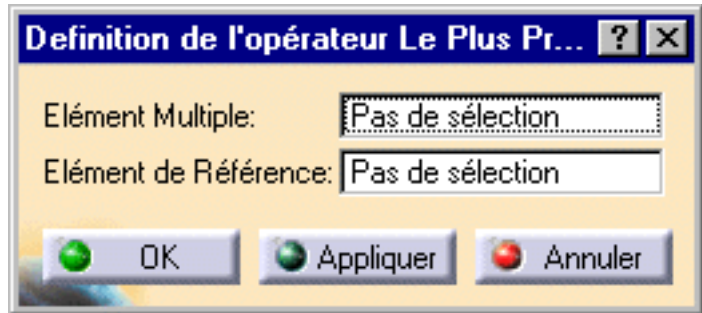 Definition de l'opérateur Le Plus Pr... ?
Elément Multiple: Pas de sélection
Elément de Référence: Pas de sélection
OK Appliquer Annuler